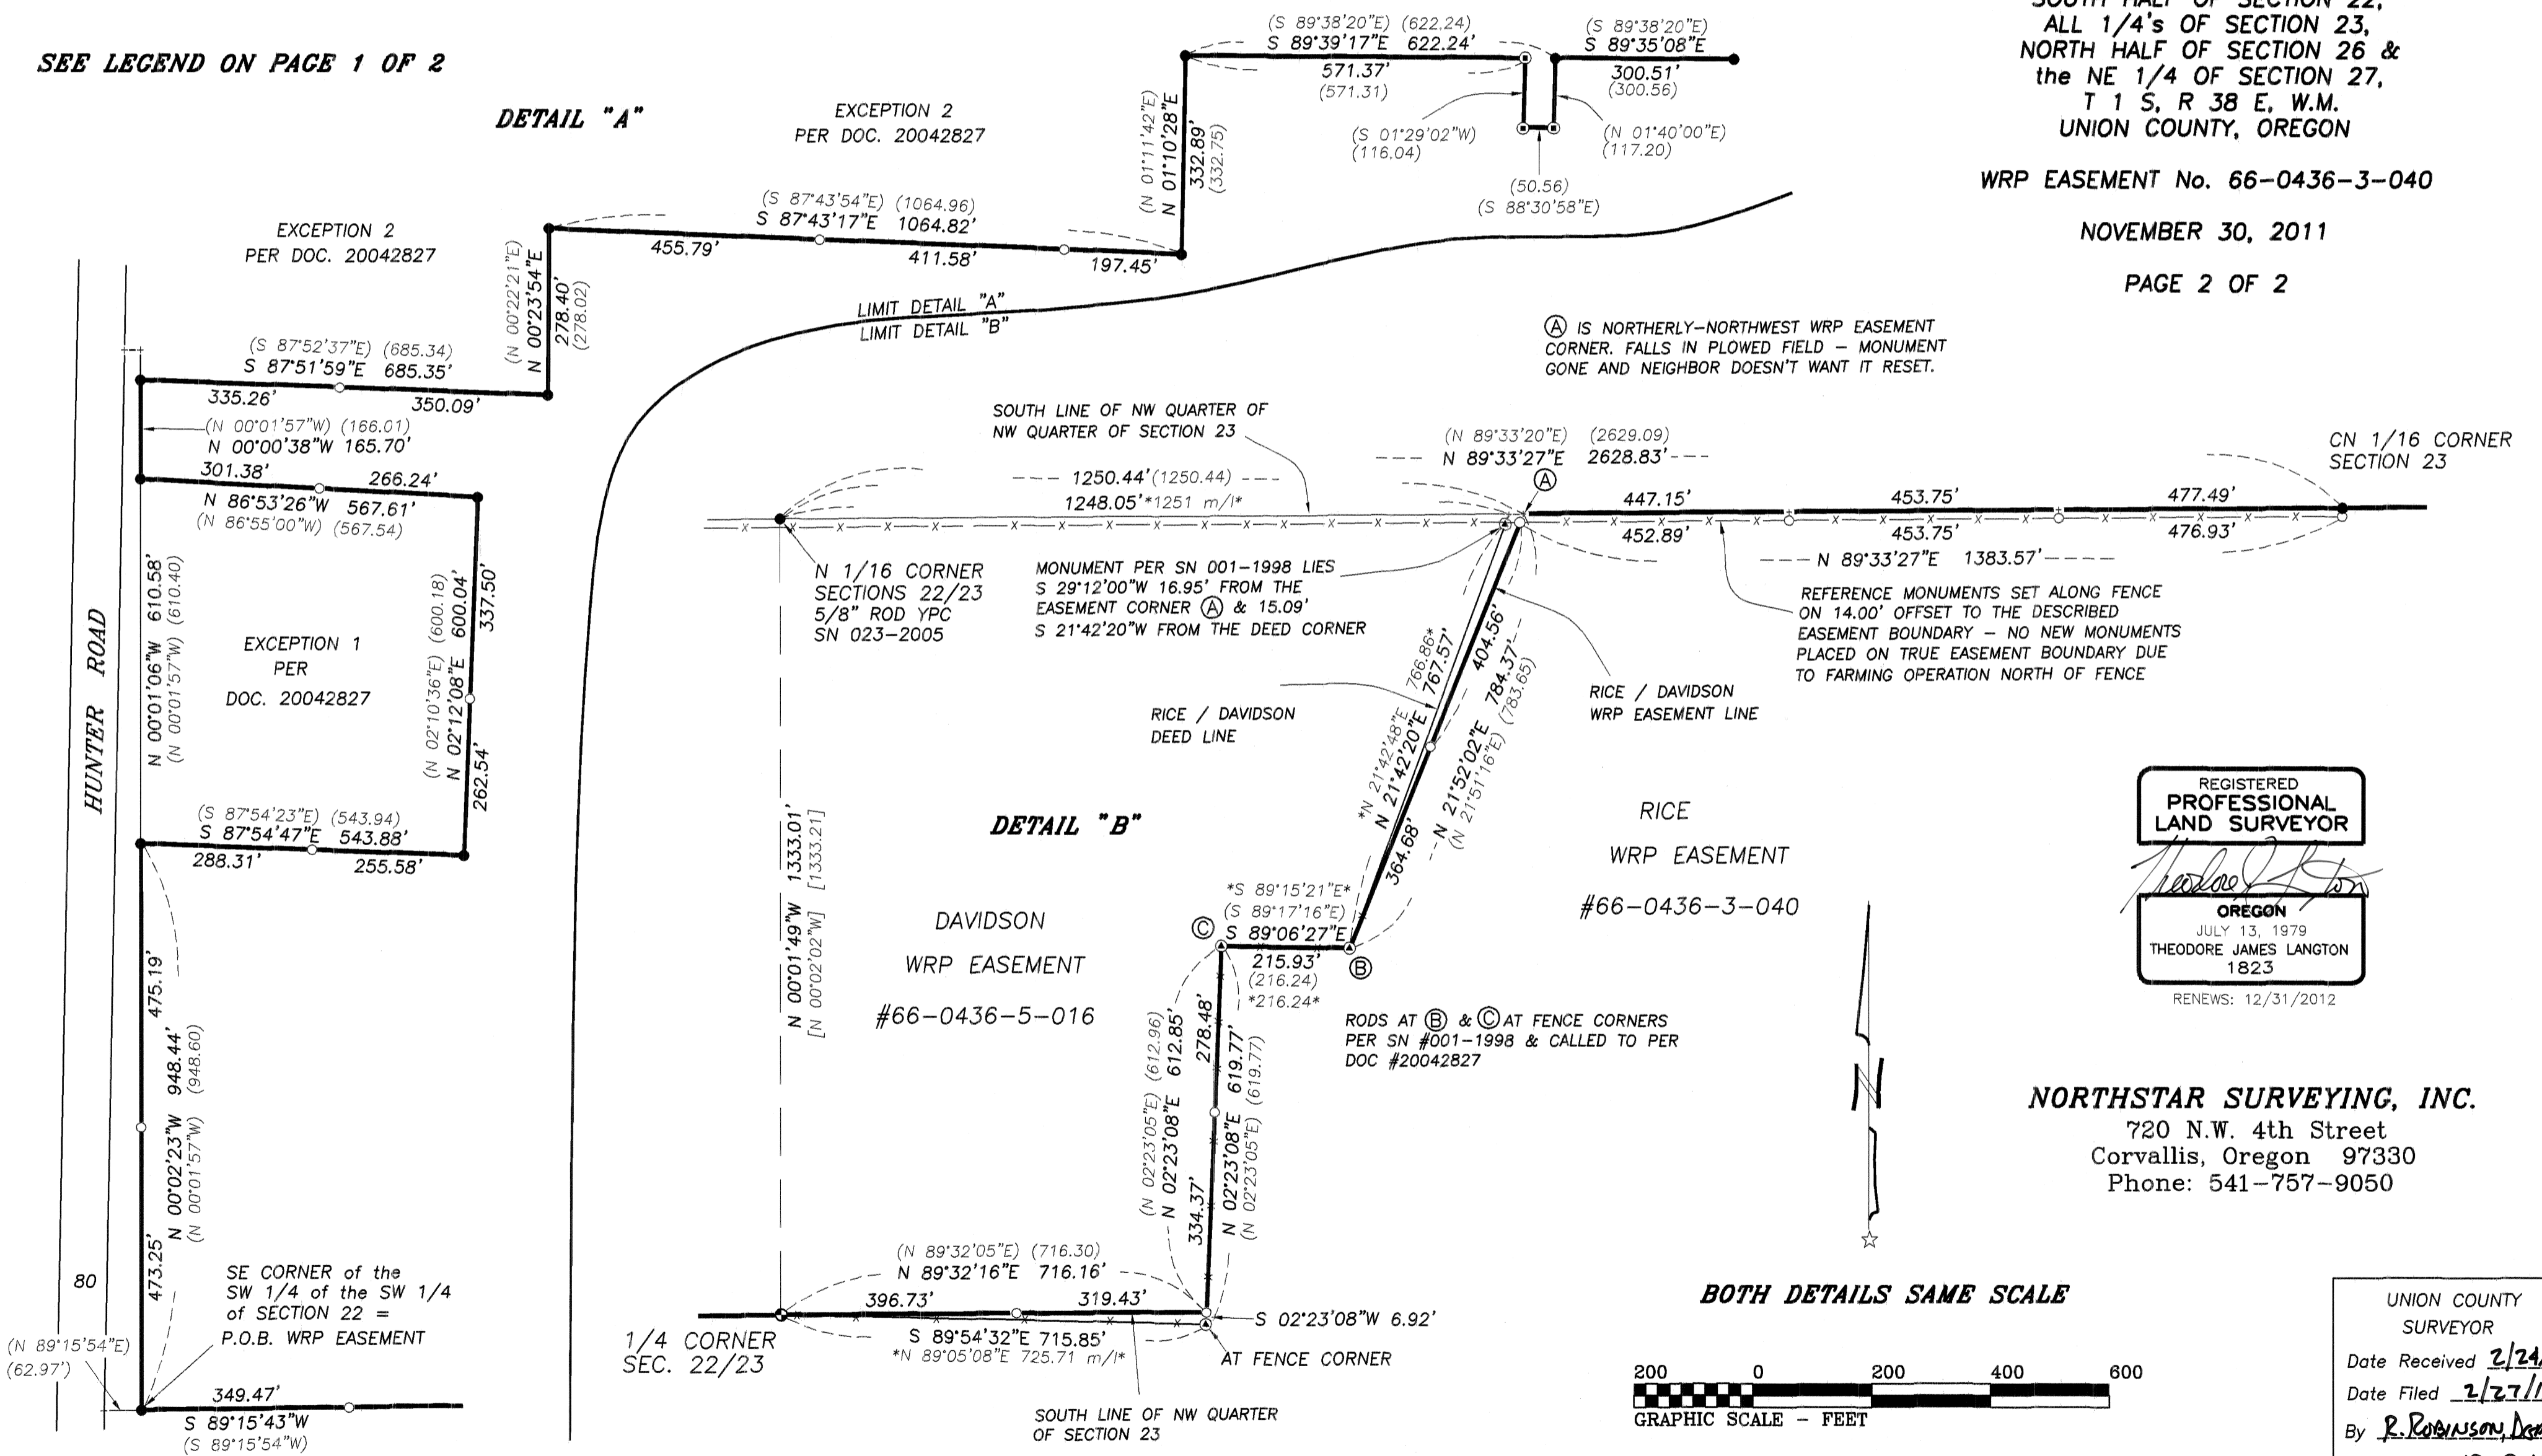 SEE LEGEND ON PAGE 1 OF 2
DETAIL "A"
EXCEPTION 2
PER DOC. 20042827
(S 89°38'20"E) (622.24)
S 89°39'17"E 622.24'
571.37'
(571.31)
(S 89°38'20"E)
S 89°35'08"E
300.51'
(300.56)
(S 01°29'02"W)
(116.04)
(N 01°40'00"E)
(117.20)
(50.56)
(S 88°30'58"E)
(N 01°11'42"E)
N 01°10'28"E
332.89'
(332.75)
(S 87°43'54"E) (1064.96)
S 87°43'17"E 1064.82'
455.79'
411.58'
197.45'
EXCEPTION 2
PER DOC. 20042827
(N 00°22'21"E)
N 00°23'54"E
278.40'
(278.02)
(S 87°52'37"E) (685.34)
S 87°51'59"E 685.35'
335.26'
350.09'
(N 00°01'57"W) (166.01)
N 00°00'38"W 165.70'
301.38'
266.24'
N 86°53'26"W 567.61'
(N 86°55'00"W) (567.54)
N 00°01'06"W 610.58'
(N 00°01'57"W) (610.40)
EXCEPTION 1
PER
DOC. 20042827
(N 02°10'36"E) (600.18)
N 02°12'08"E 600.04'
337.50'
262.54'
HUNTER ROAD
(S 87°54'23"E) (543.94)
S 87°54'47"E 543.88'
288.31'
255.58'
475.19'
N 00°02'23"W 948.44'
(N 00°01'57"W) (948.60)
473.25'
80
SE CORNER of the
SW 1/4 of the SW 1/4
of SECTION 22 =
P.O.B. WRP EASEMENT
(N 89°15'54"E)
(62.97')
349.47'
S 89°15'43"W
(S 89°15'54"W)
LIMIT DETAIL "A"
LIMIT DETAIL "B"
SOUTH HALF OF SECTION 22,
ALL 1/4's OF SECTION 23,
NORTH HALF OF SECTION 26 &
the NE 1/4 OF SECTION 27,
T 1 S, R 38 E, W.M.
UNION COUNTY, OREGON
WRP EASEMENT No. 66-0436-3-040
NOVEMBER 30, 2011
PAGE 2 OF 2
Ⓐ IS NORTHERLY-NORTHWEST WRP EASEMENT
CORNER. FALLS IN PLOWED FIELD – MONUMENT
GONE AND NEIGHBOR DOESN'T WANT IT RESET.
SOUTH LINE OF NW QUARTER OF
NW QUARTER OF SECTION 23
(N 89°33'20"E) (2629.09)
N 89°33'27"E 2628.83'
CN 1/16 CORNER
SECTION 23
1250.44'(1250.44)
1248.05'*1251 m/l*
Ⓐ
447.15'
453.75'
477.49'
452.89'
453.75'
476.93'
N 89°33'27"E 1383.57'
N 1/16 CORNER
SECTIONS 22/23
5/8" ROD YPC
SN 023-2005
MONUMENT PER SN 001-1998 LIES
S 29°12'00"W 16.95' FROM THE
EASEMENT CORNER Ⓐ & 15.09'
S 21°42'20"W FROM THE DEED CORNER
REFERENCE MONUMENTS SET ALONG FENCE
ON 14.00' OFFSET TO THE DESCRIBED
EASEMENT BOUNDARY – NO NEW MONUMENTS
PLACED ON TRUE EASEMENT BOUNDARY DUE
TO FARMING OPERATION NORTH OF FENCE
RICE / DAVIDSON
DEED LINE
RICE / DAVIDSON
WRP EASEMENT LINE
*N 21°42'48"E 766.86*
N 21°42'20"E 767.57'
404.56'
364.68'
N 21°52'02"E 784.37'
(N 21°51'16"E) (783.65)
DETAIL "B"
N 00°01'49"W 1333.01'
[N 00°02'02"W] [1333.21]
RICE
WRP EASEMENT
#66-0436-3-040
DAVIDSON
WRP EASEMENT
#66-0436-5-016
*S 89°15'21"E*
(S 89°17'16"E)
S 89°06'27"E
215.93'
(216.24)
*216.24*
Ⓒ
Ⓑ
RODS AT Ⓑ & Ⓒ AT FENCE CORNERS
PER SN #001-1998 & CALLED TO PER
DOC #20042827
(N 02°23'05"E) (612.96)
N 02°23'08"E 612.85'
278.48'
334.37'
N 02°23'08"E 619.77'
(N 02°23'05"E) (619.77)
(N 89°32'05"E) (716.30)
N 89°32'16"E 716.16'
396.73'
319.43'
S 89°54'32"E 715.85'
*N 89°05'08"E 725.71 m/l*
1/4 CORNER
SEC. 22/23
S 02°23'08"W 6.92'
AT FENCE CORNER
SOUTH LINE OF NW QUARTER
OF SECTION 23
REGISTERED
PROFESSIONAL
LAND SURVEYOR
OREGON
JULY 13, 1979
THEODORE JAMES LANGTON
1823
RENEWS: 12/31/2012
N
NORTHSTAR SURVEYING, INC.
720 N.W. 4th Street
Corvallis, Oregon 97330
Phone: 541-757-9050
BOTH DETAILS SAME SCALE
200 0 200 400 600
GRAPHIC SCALE – FEET
UNION COUNTY
SURVEYOR
Date Received 2/24/
Date Filed 2/27/1
By R. ROBINSON,